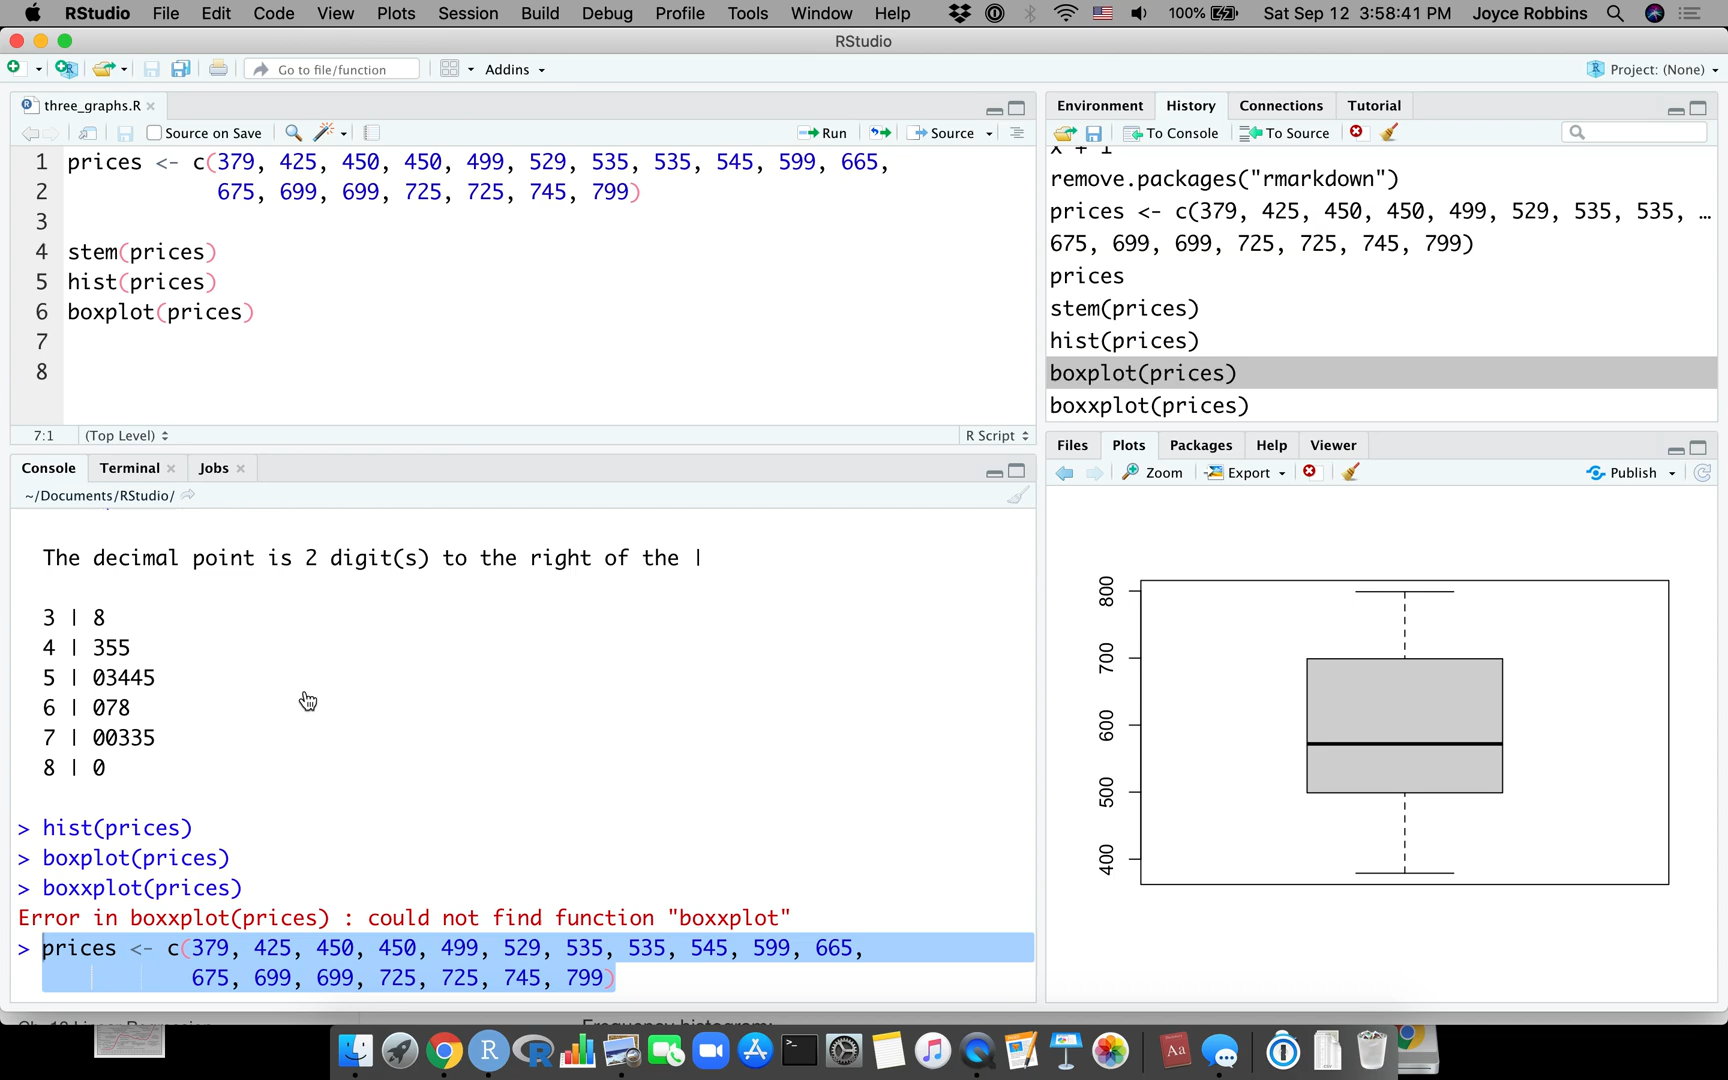 RStudio File Edit Code View Plots Session Build Debug Profile Tools Window Help 100% Sat Sep 12 3:58:41 PM Joyce Robbins
RStudio
Go to file/function Addins Project: (None)
three_graphs.R
Source on Save Run Source
1 prices <- c(379, 425, 450, 450, 499, 529, 535, 535, 545, 599, 665,
2 675, 699, 699, 725, 725, 745, 799)
3
4 stem(prices)
5 hist(prices)
6 boxplot(prices)
7
8
7:1 (Top Level) R Script
Console Terminal Jobs
~/Documents/RStudio/
The decimal point is 2 digit(s) to the right of the |
3 | 8
4 | 355
5 | 03445
6 | 078
7 | 00335
8 | 0
> hist(prices)
> boxplot(prices)
> boxxplot(prices)
Error in boxxplot(prices) : could not find function "boxxplot"
> prices <- c(379, 425, 450, 450, 499, 529, 535, 535, 545, 599, 665,
675, 699, 699, 725, 725, 745, 799)
Environment History Connections Tutorial
To Console To Source
x + 1
remove.packages("rmarkdown")
prices <- c(379, 425, 450, 450, 499, 529, 535, 535, …
675, 699, 699, 725, 725, 745, 799)
prices
stem(prices)
hist(prices)
boxplot(prices)
boxxplot(prices)
Files Plots Packages Help Viewer
Zoom Export Publish
800
700
600
500
400
Frequency histogram:
Aa